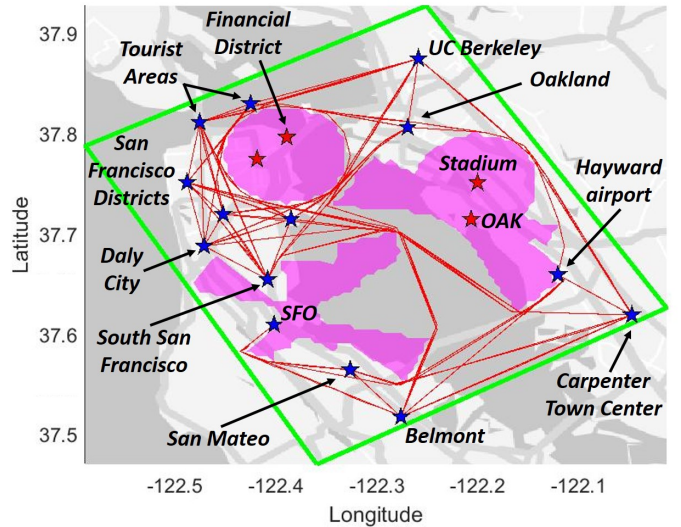 Financial
District
37.9
UC Berkeley
Tourist
Areas
Oakland
37.8
San
Francisco
Districts
Stadium
Hayward
airport
OAK
37.7
Latitude
Daly
City
SFO
37.6
South San
Francisco
Carpenter
Town Center
San Mateo
Belmont
37.5
-122.5
-122.4
-122.3
-122.2
-122.1
Longitude